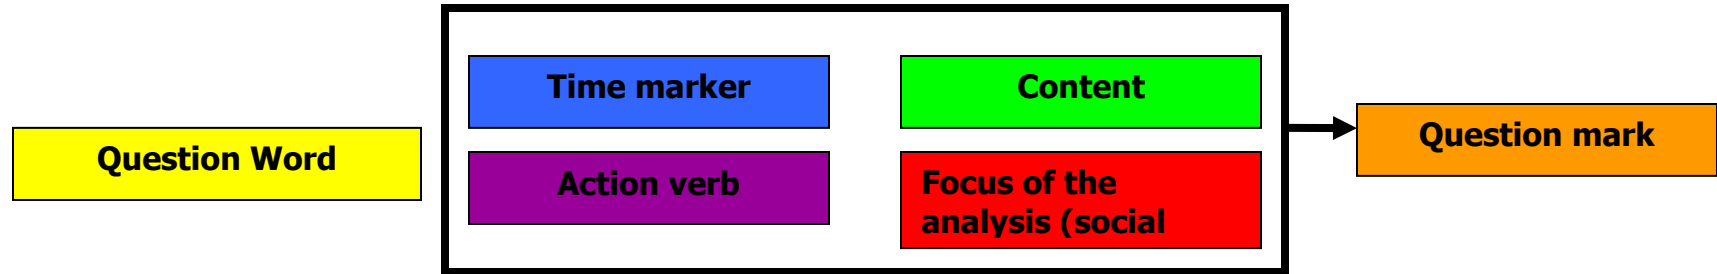 Question Word
Time marker
Content
Action verb
Focus of the
analysis (social
Question mark